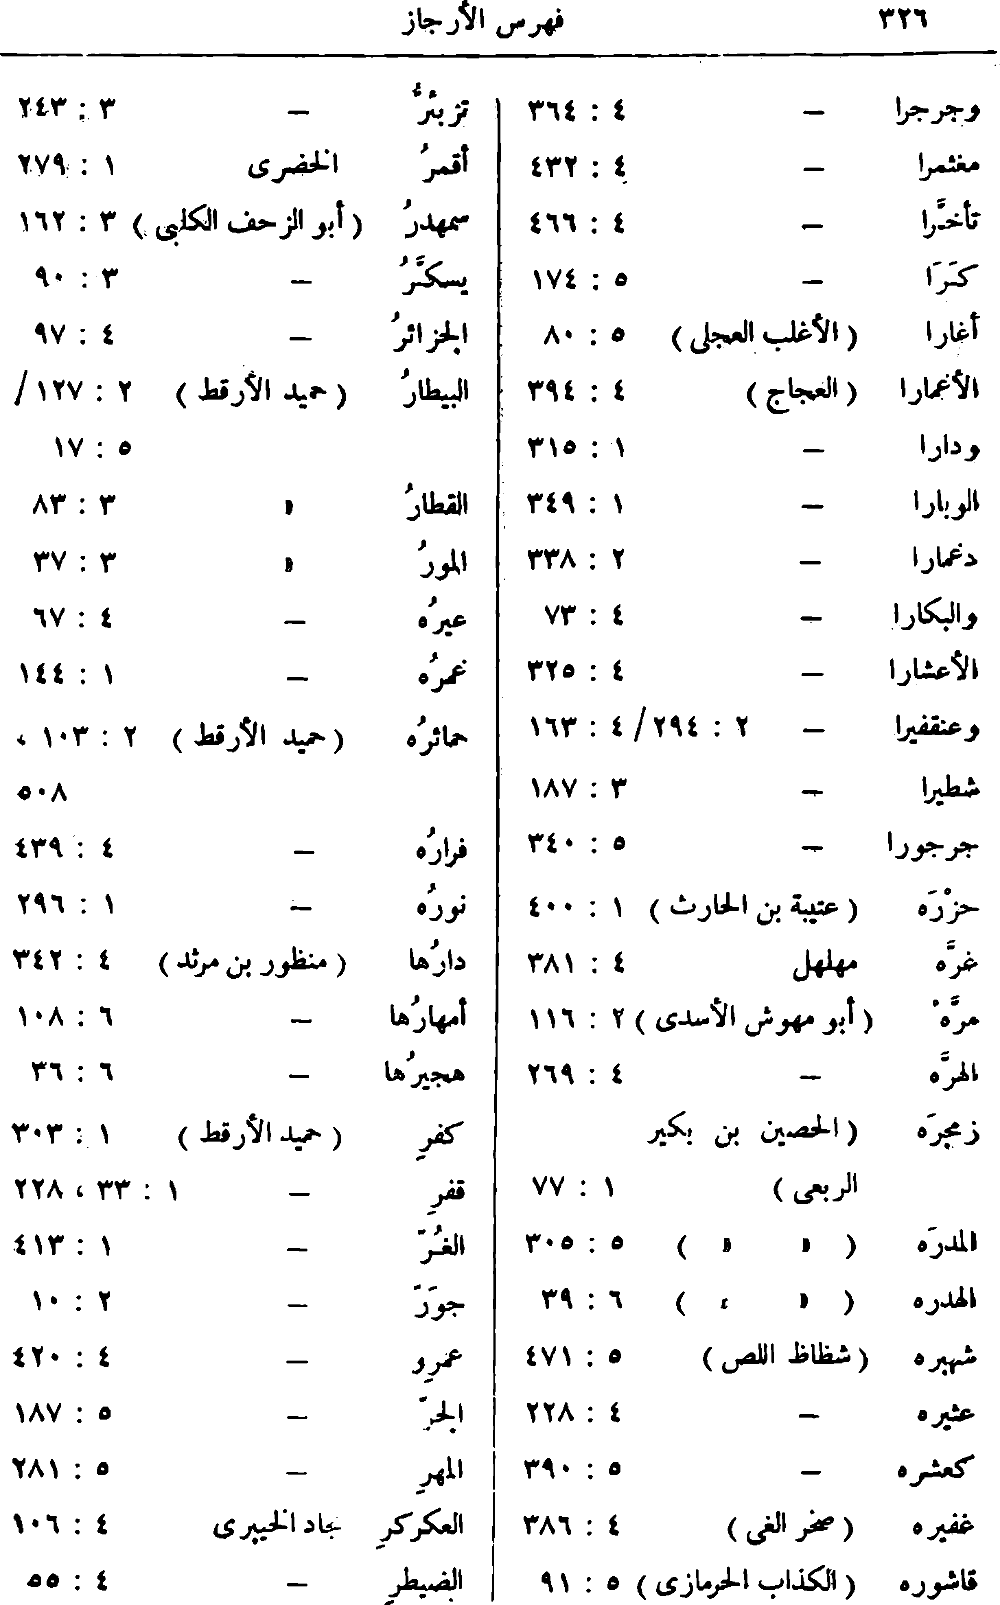 ٣٢٦ فهرس الأرجاز
وجرجرا – ٤ : ٣٦٤
مغثمرا – ٤ : ٤٣٢
تأخَّرا – ٤ : ٤٦٦
كَرَا – ٥ : ١٧٤
أغارا ( الأغلب العجلى ) ٥ : ٨٠
الأغمارا ( العجاج ) ٤ : ٣٩٤
ودارا – ١ : ٣١٥
الوبارا – ١ : ٣٤٩
دغمارا – ٢ : ٣٣٨
والبكارا – ٤ : ٧٣
الأعشارا – ٤ : ٣٢٥
وعنقفيرا – ٢ : ٢٩٤/ ٤ : ١٦٣
شطيرا – ٣ : ١٨٧
جرجورا – ٥ : ٣٤٠
حزْرَه ( عتيبة بن الحارث ) ١ : ٤٠٠
غرَّه مهلهل ٤ : ٣٨١
مرَّهْ ( أبو مهوش الأسدى ) ٢ : ١١٦
الهرَّه – ٤ : ٢٦٩
زمجرَه ( الحصين بن بكير
الربعى ) ١ : ٧٧
المدرَه ( » » ) ٥ : ٣٠٥
الهدره ( » » ) ٦ : ٣٩
شهبره ( شظاظ اللص ) ٥ : ٤٧١
عثيره – ٤ : ٢٢٨
كعشره – ٥ : ٣٩٠
غفيره ( صخر الغى ) ٤ : ٣٨٦
قاشوره ( الكذاب الحرمازى ) ٥ : ٩١
تزبئرُّ – ٣ : ٢٤٣
أقمرُ الخضرى ١ : ٢٧٩
سمهدرُ ( أبو الزحف الكلبى ) ٣ : ١٦٢
يسكَّرُ – ٣ : ٩٠
الجزائرُ – ٤ : ٩٧
البيطارُ ( حميد الأرقط ) ٢ : ١٢٧/
٥ : ١٧
القطارُ » ٣ : ٨٣
المورُ » ٣ : ٣٧
عيرُه – ٤ : ٦٧
غمرُه – ١ : ١٤٤
حمائرُه ( حميد الأرقط ) ٢ : ١٠٣ ،
٥٠٨
فرارُه – ٤ : ٤٣٩
نورُه – ١ : ٢٩٦
دارُها ( منظور بن مرثد ) ٤ : ٣٤٢
أمهارُها – ٦ : ١٠٨
هجيرُها – ٦ : ٣٦
كفرِ ( حميد الأرقط ) ١ : ٣٠٣
قفرِ – ١ : ٣٣ ، ٢٢٨
الغُرّ – ١ : ٤١٣
جوَرّ – ٢ : ١٠
عمرِو – ٤ : ٤٢٠
الجرّ – ٥ : ١٨٧
المهرِ – ٥ : ٢٨١
العكركرِ نجاد الخيبرى ٤ : ١٠٦
الضيطرِ – ٤ : ٥٥